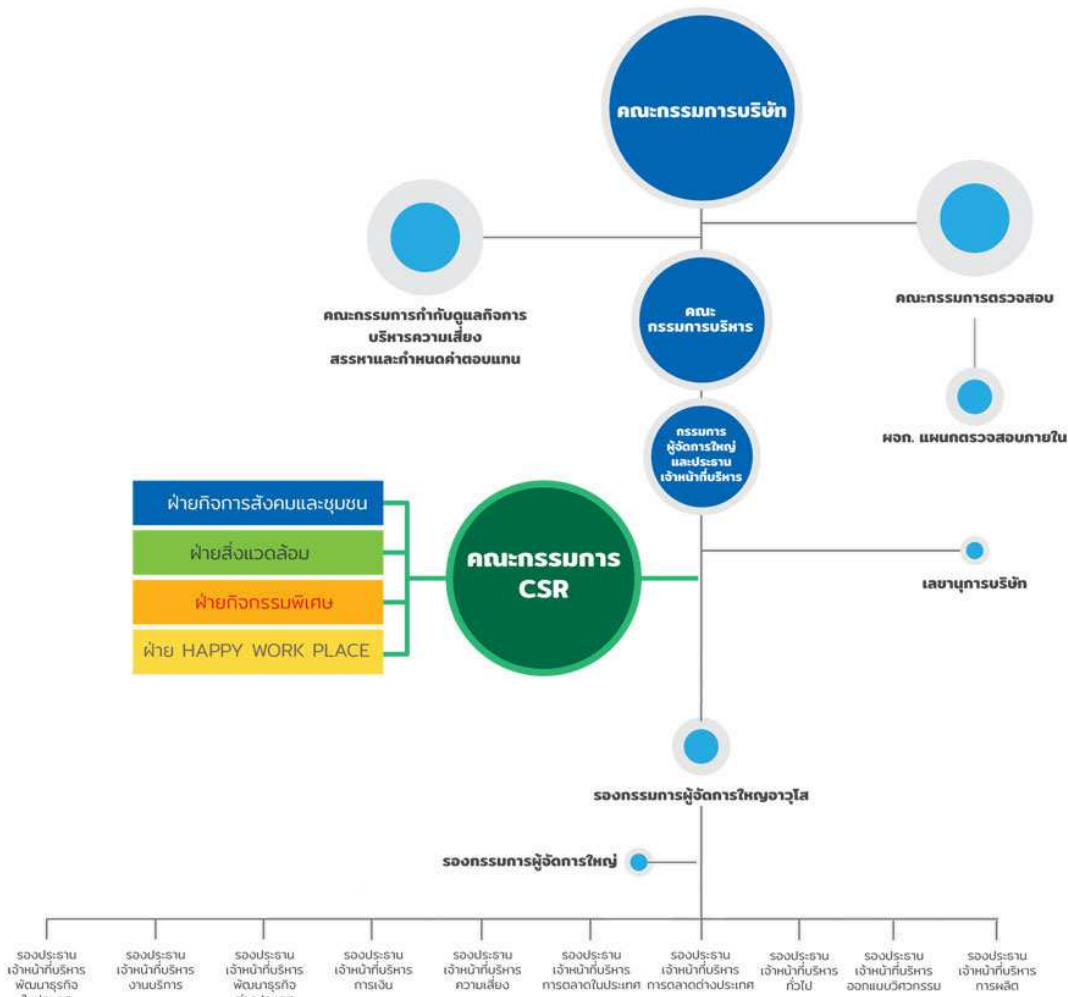 คณะกรรมการบริษัท
คณะกรรมการกำกับดูแลกิจการ
บริหารความเสี่ยง
สรรหาและกำหนดค่าตอบแทน
คณะ
กรรมการบริหาร
คณะกรรมการตรวจสอบ
ผจก. แผนกตรวจสอบภายใน
กรรมการ
ผู้จัดการใหญ่
และประธาน
เจ้าหน้าที่บริหาร
ฝ่ายกิจการสังคมและชุมชน
ฝ่ายสิ่งแวดล้อม
ฝ่ายกิจกรรมพิเศษ
ฝ่าย HAPPY WORK PLACE
คณะกรรมการ
CSR
เลขานุการบริษัท
รองกรรมการผู้จัดการใหญอาวุโส
รองกรรมการผู้จัดการใหญ่
รองประธาน
เจ้าหน้าที่บริหาร
พัฒนาธุรกิจ
รองประธาน
เจ้าหน้าที่บริหาร
งานบริการ
รองประธาน
เจ้าหน้าที่บริหาร
พัฒนาธุรกิจ
รองประธาน
เจ้าหน้าที่บริหาร
การเงิน
รองประธาน
เจ้าหน้าที่บริหาร
ความเสี่ยง
รองประธาน
เจ้าหน้าที่บริหาร
การตลาดในประเทศ
รองประธาน
เจ้าหน้าที่บริหาร
การตลาดต่างประเทศ
รองประธาน
เจ้าหน้าที่บริหาร
ทั่วไป
รองประธาน
เจ้าหน้าที่บริหาร
ออกแบบวิศวกรรม
รองประธาน
เจ้าหน้าที่บริหาร
การผลิต